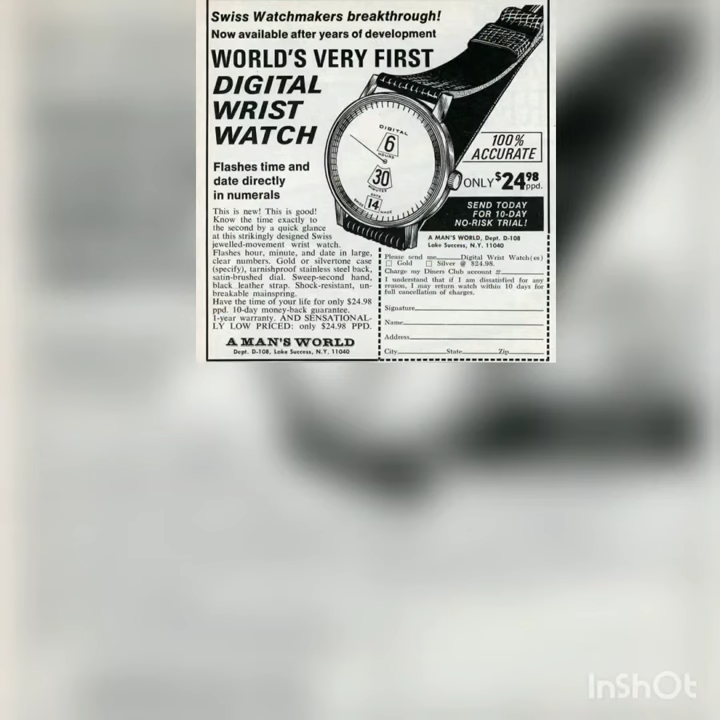 Swiss Watchmakers breakthrough!
Now available after years of development
WORLD'S VERY FIRST
DIGITAL
WRIST
WATCH
Flashes time and
date directly
in numerals
This is new! This is good!
Know the time exactly to
the second by a quick glance
at this strikingly designed Swiss
jewelled-movement wrist watch.
Flashes hour, minute, and date in large,
clear numbers. Gold or silvertone case
(specify), tarnishproof stainless steel back,
satin-brushed dial. Sweep-second hand,
black leather strap. Shock-resistant, un-
breakable mainspring.
Have the time of your life for only $24.98
ppd. 10-day money-back guarantee.
1-year warranty. AND SENSATIONAL-
LY LOW PRICED: only $24.98 PPD.
A MAN'S WORLD
Dept. D-108, Lake Success, N.Y. 11040
DIGITAL
6
HOURS
30
MINUTES
DATE
14
100%
ACCURATE
ONLY $24.98 ppd.
SEND TODAY
FOR 10-DAY
NO-RISK TRIAL!
A MAN'S WORLD, Dept. D-108
Lake Success, N.Y. 11040
Please send me____Digital Wrist Watch(es)
☐ Gold ☐ Silver @ $24.98.
Charge my Diners Club account #____
I understand that if I am dissatisfied for any
reason, I may return watch within 10 days for
full cancellation of charges.
Signature____
Name____
Address____
City____State____Zip____
InShOt